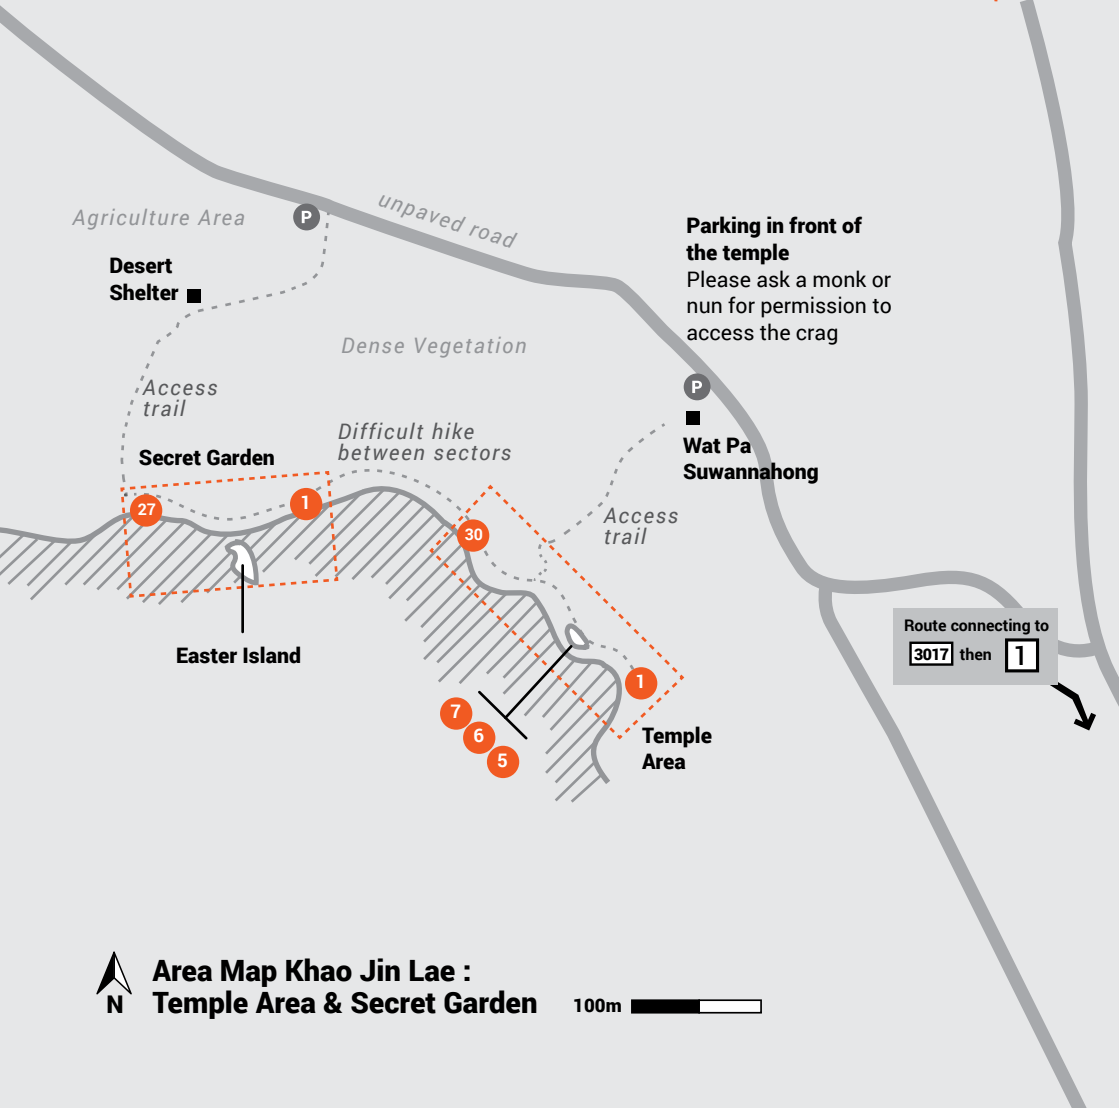 unpaved road
Agriculture Area
P
Parking in front of
the temple
Please ask a monk or
nun for permission to
access the crag
Desert
Shelter
Dense Vegetation
P
Access
trail
Difficult hike
between sectors
Wat Pa
Suwannahong
Secret Garden
27
1
30
Access
trail
Route connecting to
3017 then 1
Easter Island
1
7
6
5
Temple
Area
N
Area Map Khao Jin Lae :
Temple Area & Secret Garden
100m